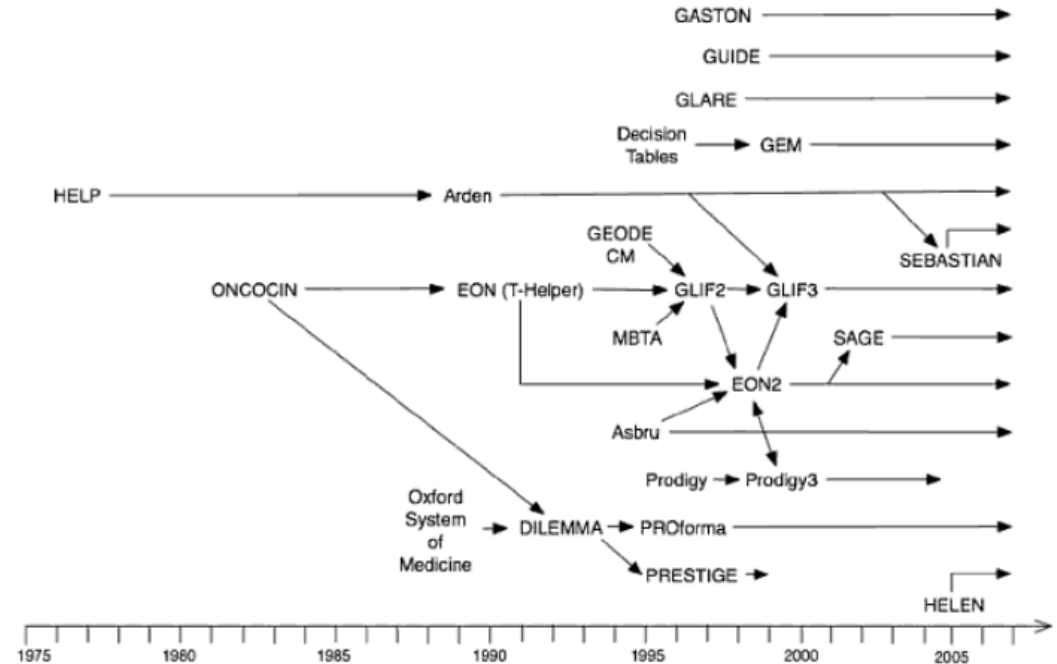 GASTON
GUIDE
GLARE
Decision
Tables
GEM
HELP
Arden
GEODE
CM
SEBASTIAN
ONCOCIN
EON (T-Helper)
GLIF2
GLIF3
MBTA
SAGE
EON2
Asbru
Prodigy
Prodigy3
Oxford
System
of
Medicine
DILEMMA
PROforma
PRESTIGE
HELEN
1975
1980
1985
1990
1995
2000
2005